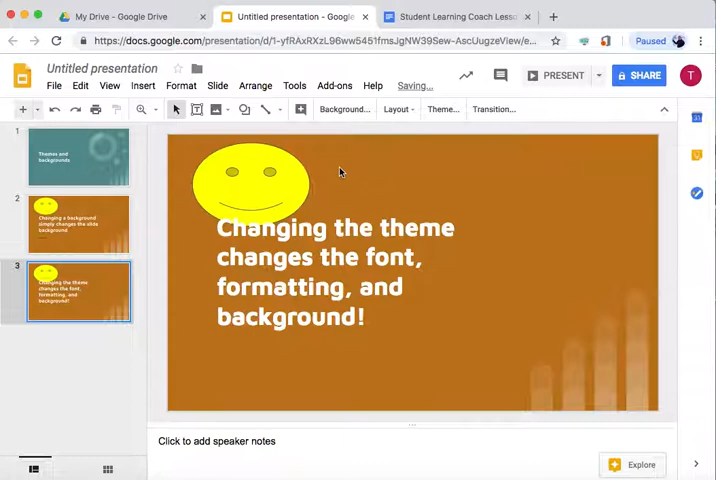 My Drive - Google Drive
Untitled presentation - Google
Student Learning Coach Lesso
https://docs.google.com/presentation/d/1-yfRAxRXzL96ww5451fmsJgNW39Sew-AscUugzeView/e...
Paused
Untitled presentation
File Edit View Insert Format Slide Arrange Tools Add-ons Help Saving...
PRESENT
SHARE
T
Background... Layout Theme... Transition...
1
Themes and
backgrounds
2
Changing a background
simply changes the slide
background
3
Changing the theme
changes the font,
formatting, and
background!
Changing the theme
changes the font,
formatting, and
background!
Click to add speaker notes
Explore